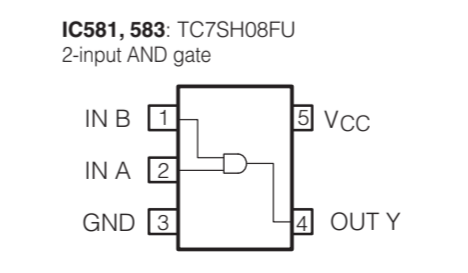 IC581, 583: TC7SH08FU
2-input AND gate
IN B 1 5 VCC
IN A 2
GND 3 4 OUT Y